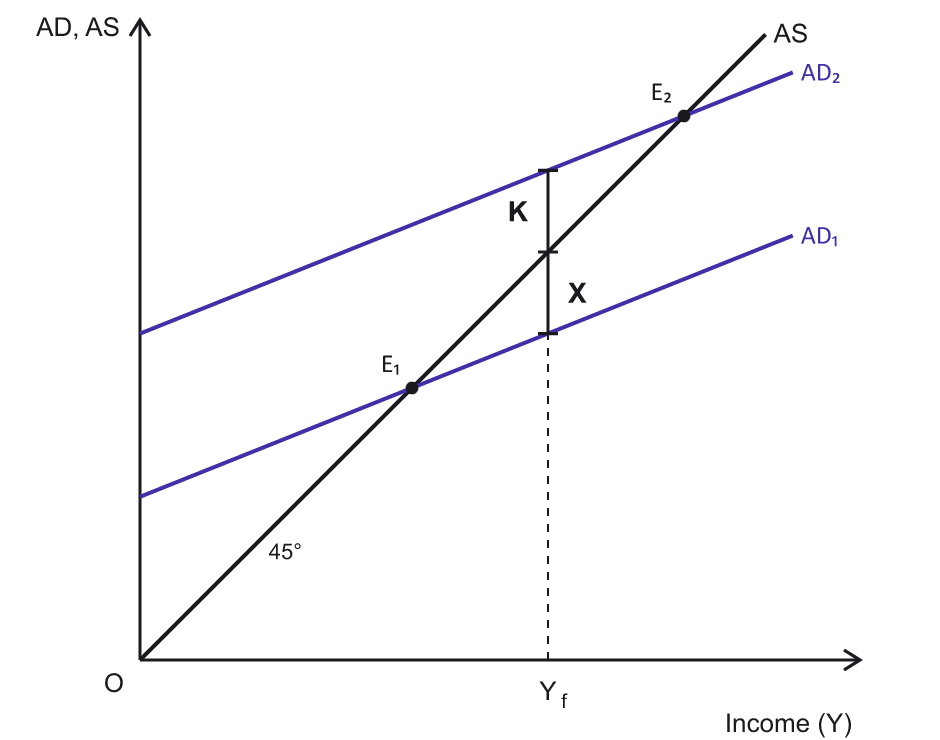 AD, AS
AS
AD₂
E₂
K
AD₁
X
E₁
45°
O
Y f
Income (Y)